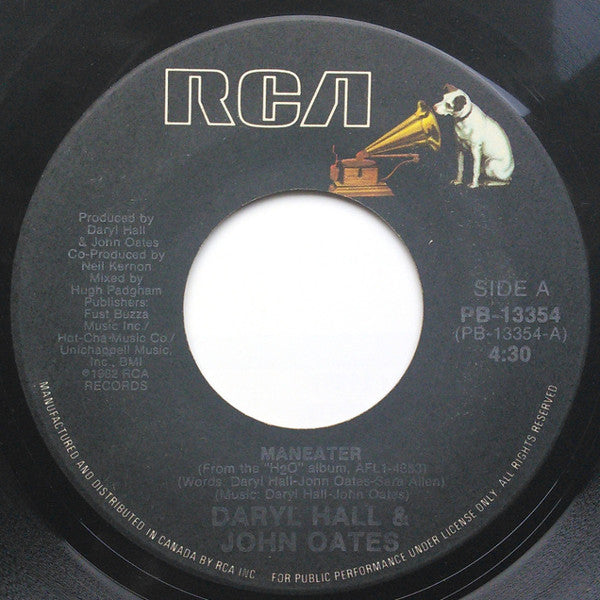 RCA
Produced by
Daryl Hall
& John Oates
Co-Produced by
Neil Kernon
Mixed by
Hugh Padgham
Publishers:
Fust Buzza
Music Inc./
Hot-Cha Music Co./
Unichappell Music,
Inc., BMI
℗1982 RCA
RECORDS
SIDE A
PB-13354
(PB-13354-A)
4:30
MANEATER
(From the "H2O" album, AFL1-4383)
(Words: Daryl Hall-John Oates-Sara Allen)
(Music: Daryl Hall-John Oates)
DARYL HALL &
JOHN OATES
MANUFACTURED AND DISTRIBUTED IN CANADA BY RCA INC FOR PUBLIC PERFORMANCE UNDER LICENSE ONLY. ALL RIGHTS RESERVED